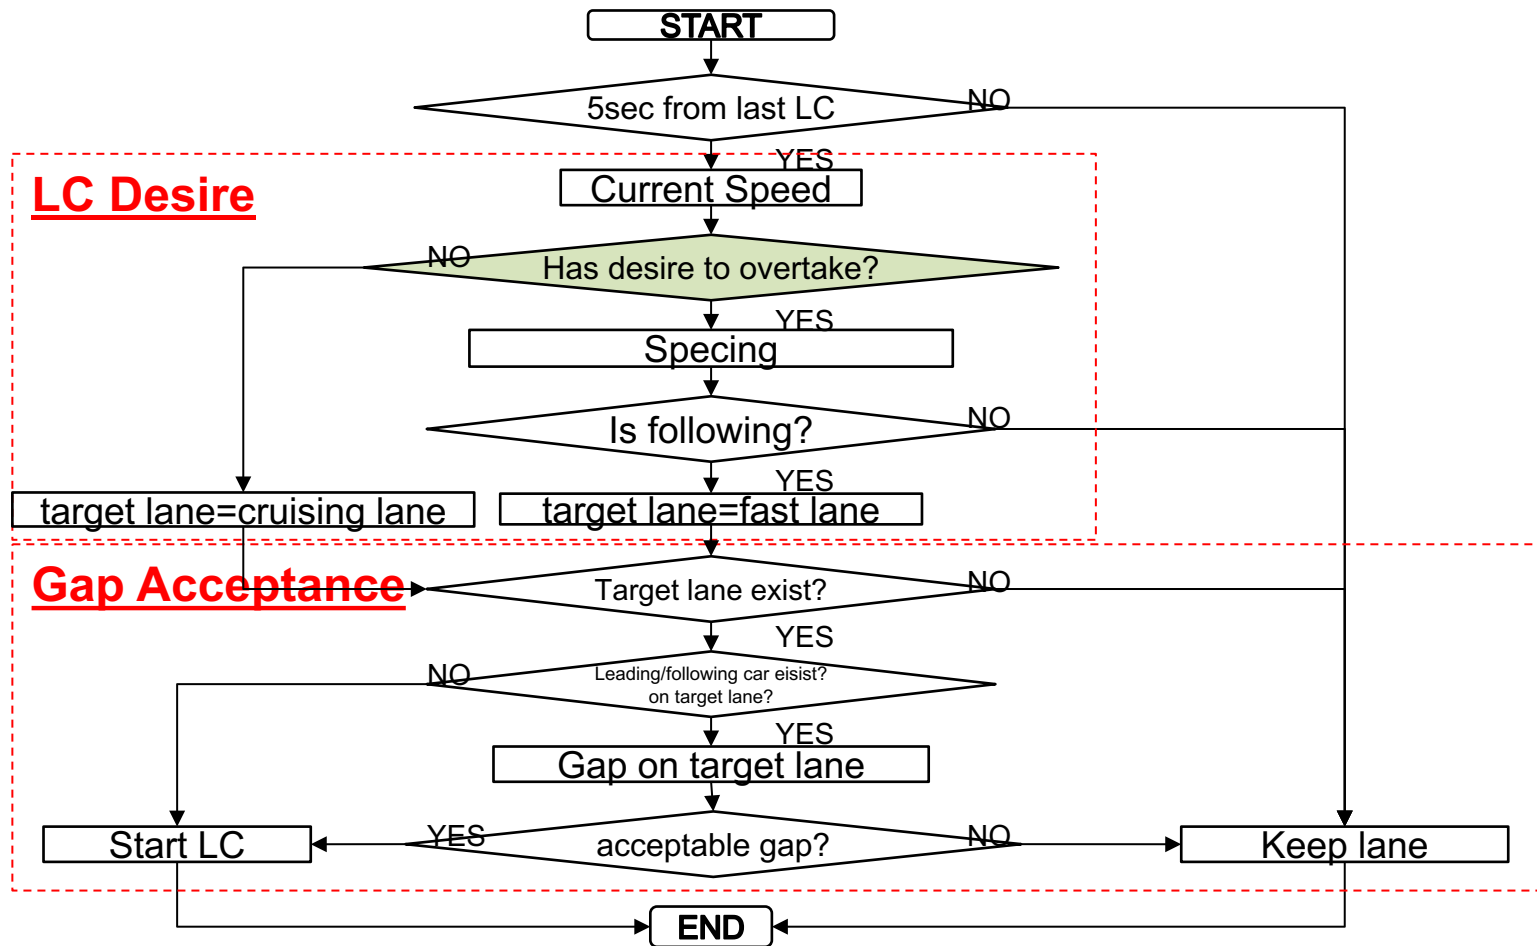 START
5sec from last LC
NO
YES
LC Desire
Current Speed
NO
Has desire to overtake?
YES
Specing
Is following?
NO
YES
target lane=cruising lane
target lane=fast lane
Gap Acceptance
Target lane exist?
NO
YES
NO
Leading/following car eisist?
on target lane?
YES
Gap on target lane
Start LC
YES
acceptable gap?
NO
Keep lane
END